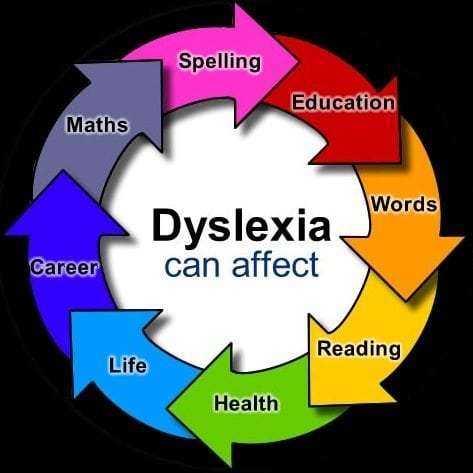 Dyslexia
can affect
Spelling
Education
Words
Reading
Health
Life
Career
Maths